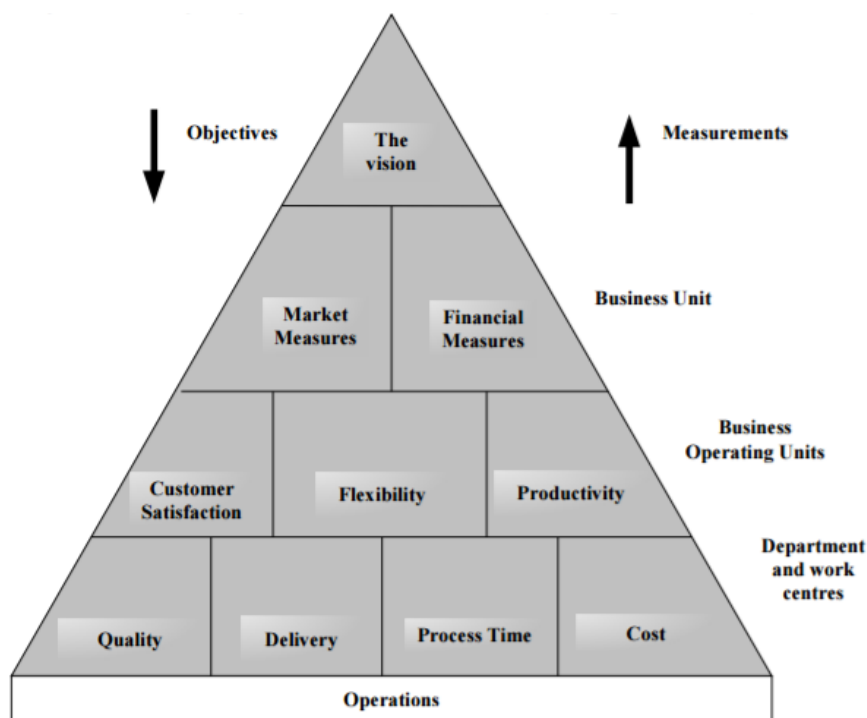 Objectives
The
vision
Measurements
Market
Measures
Financial
Measures
Business Unit
Customer
Satisfaction
Flexibility
Productivity
Business
Operating Units
Quality
Delivery
Process Time
Cost
Department
and work
centres
Operations